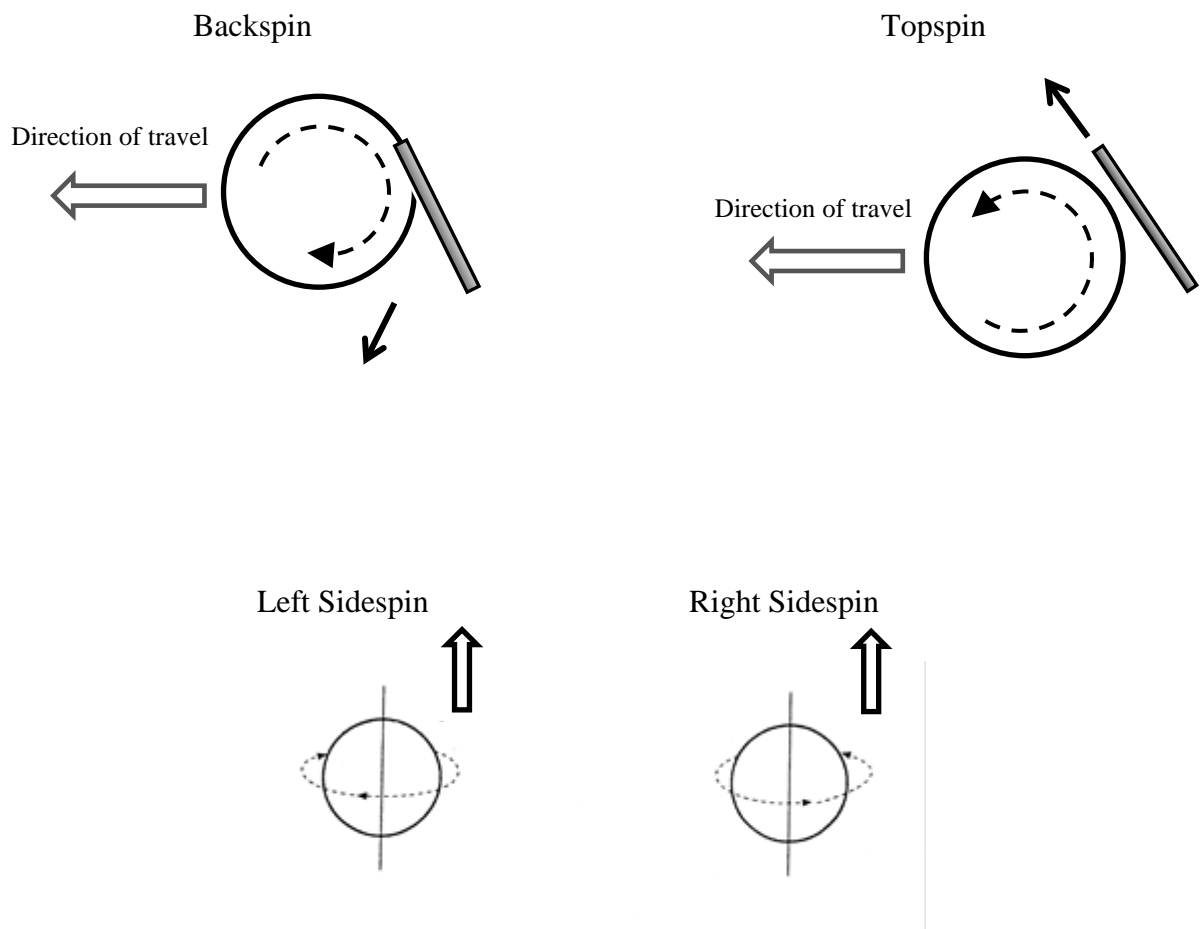 Backspin
Topspin
Direction of travel
Direction of travel
Left Sidespin
Right Sidespin